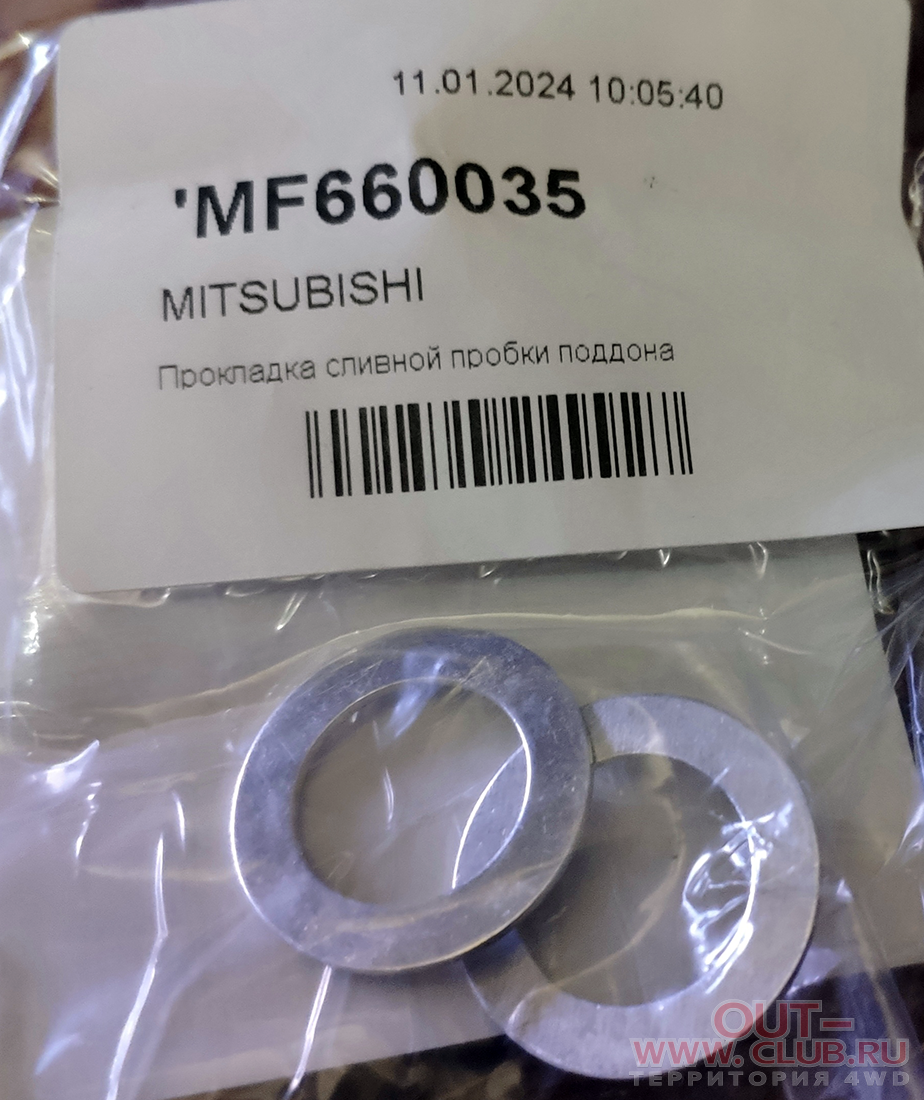 11.01.2024 10:05:40
'MF660035
MITSUBISHI
Прокладка сливной пробки поддона
OUT-
WWW.CLUB.RU
ТЕРРИТОРИЯ 4WD